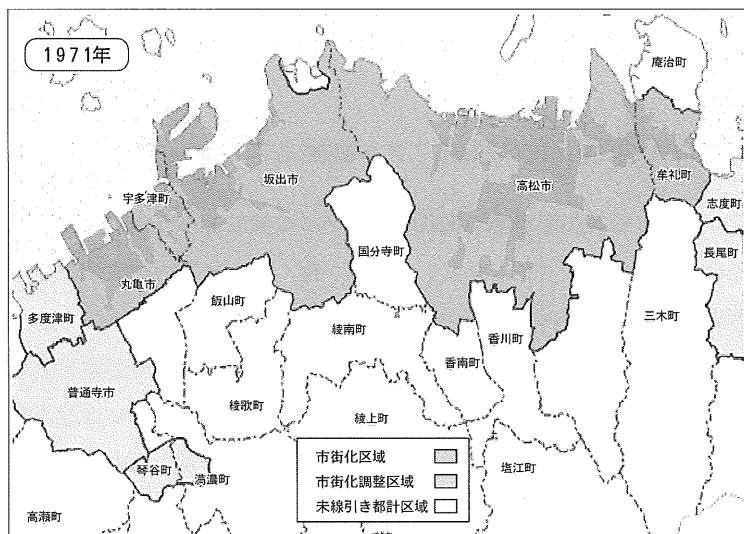 1971年
庵治町
坂出市
高松市
牟礼町
宇多津町
志度町
国分寺町
長尾町
丸亀市
飯山町
多度津町
綾南町
香川町
三木町
香南町
普通寺市
綾歌町
綾上町
市街化区域
市街化調整区域
未線引き都計区域
琴谷町
満濃町
塩江町
高瀬町